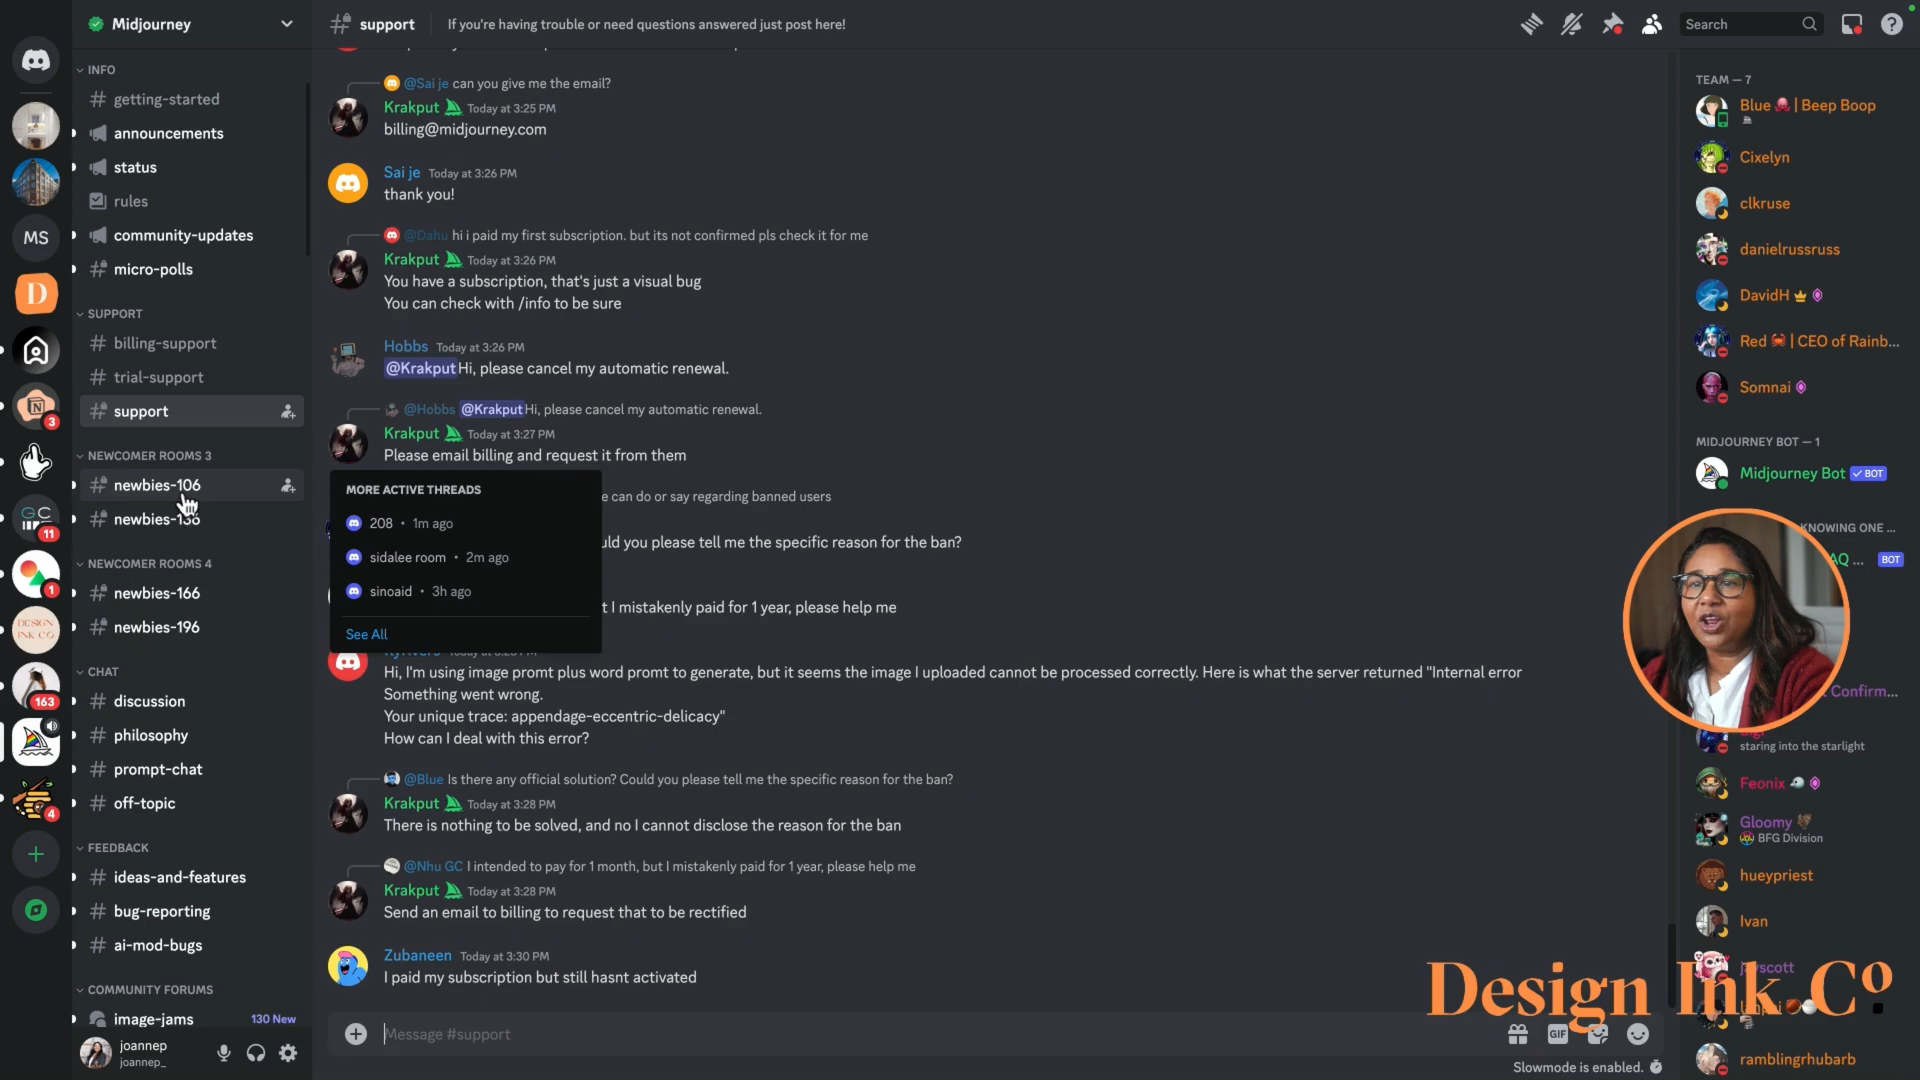 Midjourney
INFO
getting-started
announcements
status
rules
community-updates
micro-polls
SUPPORT
billing-support
trial-support
support
NEWCOMER ROOMS 3
newbies-106
newbies-136
NEWCOMER ROOMS 4
newbies-166
newbies-196
CHAT
discussion
philosophy
prompt-chat
off-topic
FEEDBACK
ideas-and-features
bug-reporting
ai-mod-bugs
COMMUNITY FORUMS
image-jams 130 New
joannep
joannep_
MS
D
3
GC
11
1
DESIGN
INK CO
163
4
support If you're having trouble or need questions answered just post here!
Search
@Sai je can you give me the email?
Krakput Today at 3:25 PM
billing@midjourney.com
Sai je Today at 3:26 PM
thank you!
@Dahu hi i paid my first subscription. but its not confirmed pls check it for me
Krakput Today at 3:26 PM
You have a subscription, that's just a visual bug
You can check with /info to be sure
Hobbs Today at 3:26 PM
@Krakput Hi, please cancel my automatic renewal.
@Hobbs @Krakput Hi, please cancel my automatic renewal.
Krakput Today at 3:27 PM
Please email billing and request it from them
MORE ACTIVE THREADS
208 • 1m ago
sidalee room • 2m ago
sinoaid • 3h ago
See All
e can do or say regarding banned users
uld you please tell me the specific reason for the ban?
t I mistakenly paid for 1 year, please help me
Hi, I'm using image promt plus word promt to generate, but it seems the image I uploaded cannot be processed correctly. Here is what the server returned "Internal error
Something went wrong.
Your unique trace: appendage-eccentric-delicacy"
How can I deal with this error?
@Blue Is there any official solution? Could you please tell me the specific reason for the ban?
Krakput Today at 3:28 PM
There is nothing to be solved, and no I cannot disclose the reason for the ban
@Nhu GC I intended to pay for 1 month, but I mistakenly paid for 1 year, please help me
Krakput Today at 3:28 PM
Send an email to billing to request that to be rectified
Zubaneen Today at 3:30 PM
I paid my subscription but still hasnt activated
Message #support
GIF
Slowmode is enabled.
TEAM — 7
Blue | Beep Boop
Cixelyn
clkruse
danielrussruss
DavidH
Red | CEO of Rainb...
Somnai
MIDJOURNEY BOT — 1
Midjourney Bot BOT
KNOWING ONE ...
AQ ... BOT
Confirm...
staring into the starlight
Feonix
Gloomy
BFG Division
hueypriest
Ivan
jayscott
ramblingrhubarb
Design Ink Co